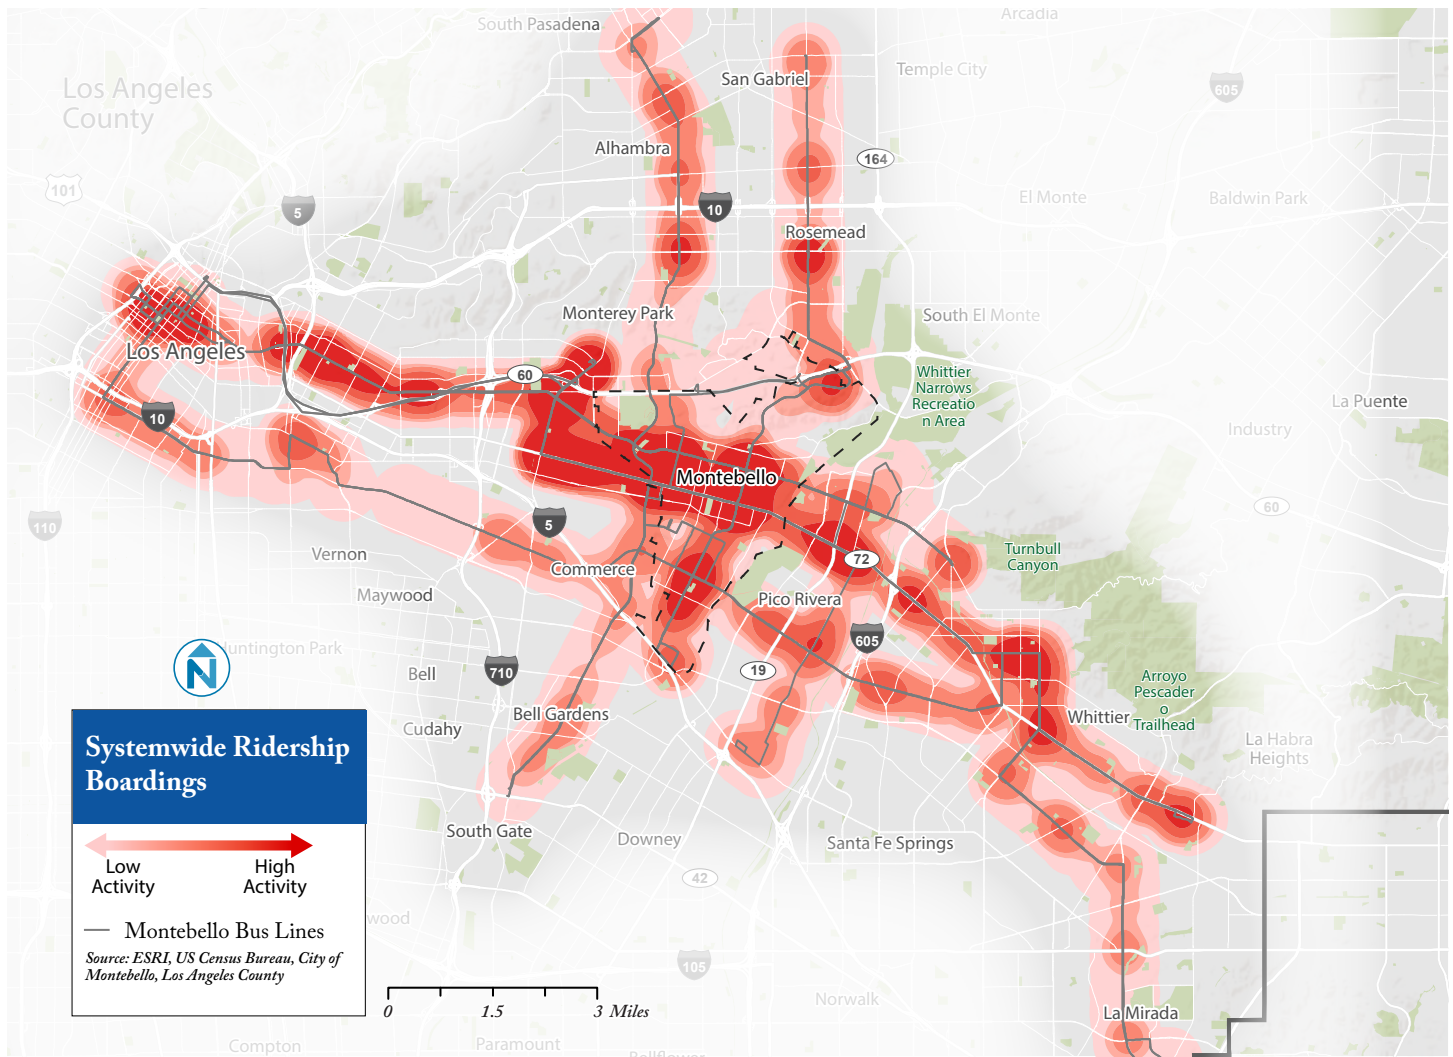 South Pasadena
Arcadia
San Gabriel
Temple City
605
Los Angeles
County
Alhambra
164
101
5
10
El Monte
Baldwin Park
Rosemead
Monterey Park
South El Monte
Los Angeles
60
Whittier
Narrows
Recreatio
n Area
La Puente
10
Industry
Montebello
60
110
5
Vernon
Commerce
72
Turnbull
Canyon
Maywood
Pico Rivera
605
Huntington Park
Bell
710
19
Arroyo
Pescader
o
Trailhead
Bell Gardens
Whittier
Cudahy
La Habra
Heights
Systemwide Ridership
Boardings
South Gate
Downey
Santa Fe Springs
Low
Activity
High
Activity
42
wood
Montebello Bus Lines
Source: ESRI, US Census Bureau, City of
Montebello, Los Angeles County
105
0 1.5 3 Miles
Norwalk
La Mirada
Compton
Paramount
Bellflower
N